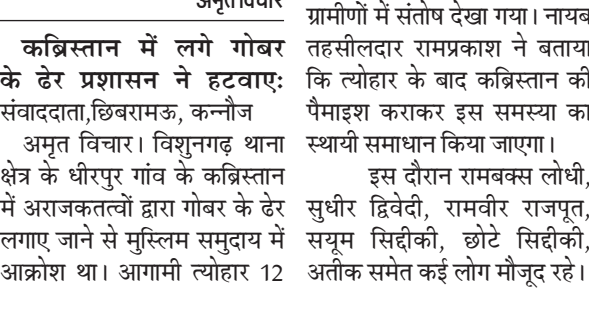 अमृत विचार
कब्रिस्तान में लगे गोबर
के ढेर प्रशासन ने हटवाएः
संवाददाता,छिबरामऊ, कन्नौज
अमृत विचार। विशुनगढ़ थाना
क्षेत्र के धीरपुर गांव के कब्रिस्तान
में अराजकतत्वों द्वारा गोबर के ढेर
लगाए जाने से मुस्लिम समुदाय में
आक्रोश था। आगामी त्योहार 12
ग्रामीणों में संतोष देखा गया। नायब
तहसीलदार रामप्रकाश ने बताया
कि त्योहार के बाद कब्रिस्तान की
पैमाइश कराकर इस समस्या का
स्थायी समाधान किया जाएगा।
इस दौरान रामबक्स लोधी,
सुधीर द्विवेदी, रामवीर राजपूत,
सयूम सिद्दीकी, छोटे सिद्दीकी,
अतीक समेत कई लोग मौजूद रहे।